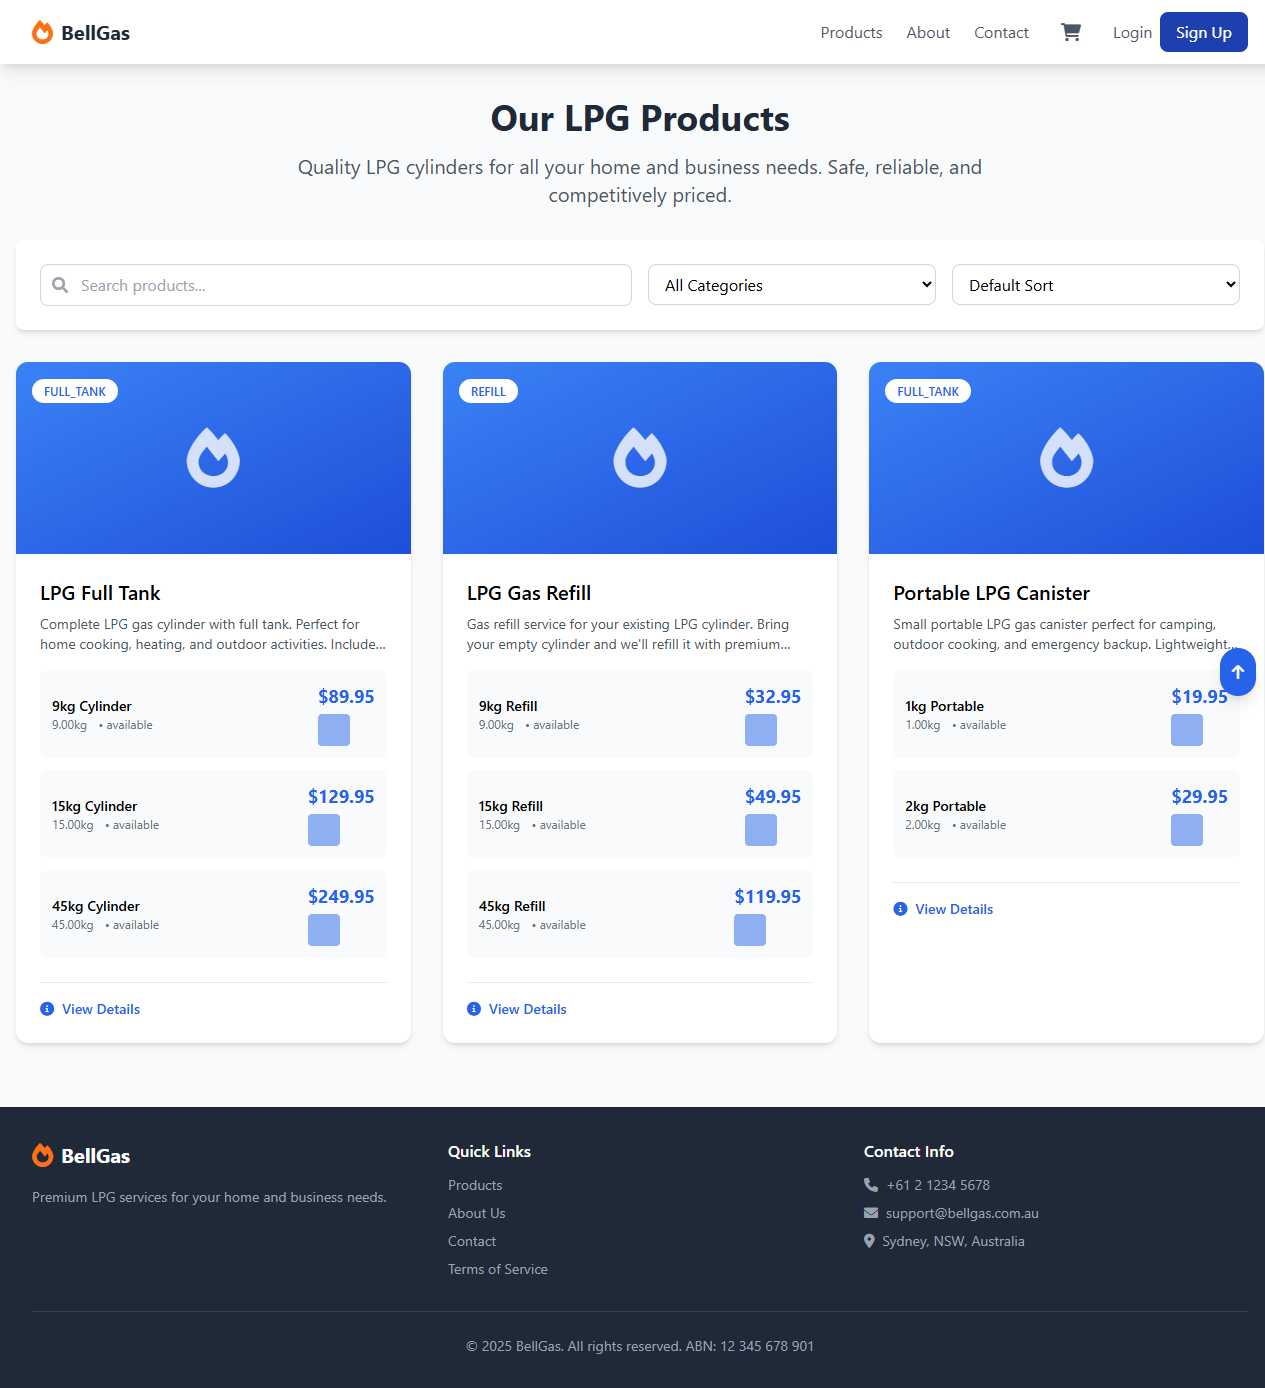 BellGas
Products About Contact Login Sign Up
Our LPG Products
Quality LPG cylinders for all your home and business needs. Safe, reliable, and
competitively priced.
Search products...
All Categories
Default Sort
FULL_TANK
LPG Full Tank
Complete LPG gas cylinder with full tank. Perfect for
home cooking, heating, and outdoor activities. Include...
9kg Cylinder
9.00kg • available
$89.95
15kg Cylinder
15.00kg • available
$129.95
45kg Cylinder
45.00kg • available
$249.95
View Details
REFILL
LPG Gas Refill
Gas refill service for your existing LPG cylinder. Bring
your empty cylinder and we'll refill it with premium...
9kg Refill
9.00kg • available
$32.95
15kg Refill
15.00kg • available
$49.95
45kg Refill
45.00kg • available
$119.95
View Details
FULL_TANK
Portable LPG Canister
Small portable LPG gas canister perfect for camping,
outdoor cooking, and emergency backup. Lightweight...
1kg Portable
1.00kg • available
$19.95
2kg Portable
2.00kg • available
$29.95
View Details
BellGas
Premium LPG services for your home and business needs.
Quick Links
Products
About Us
Contact
Terms of Service
Contact Info
+61 2 1234 5678
support@bellgas.com.au
Sydney, NSW, Australia
© 2025 BellGas. All rights reserved. ABN: 12 345 678 901